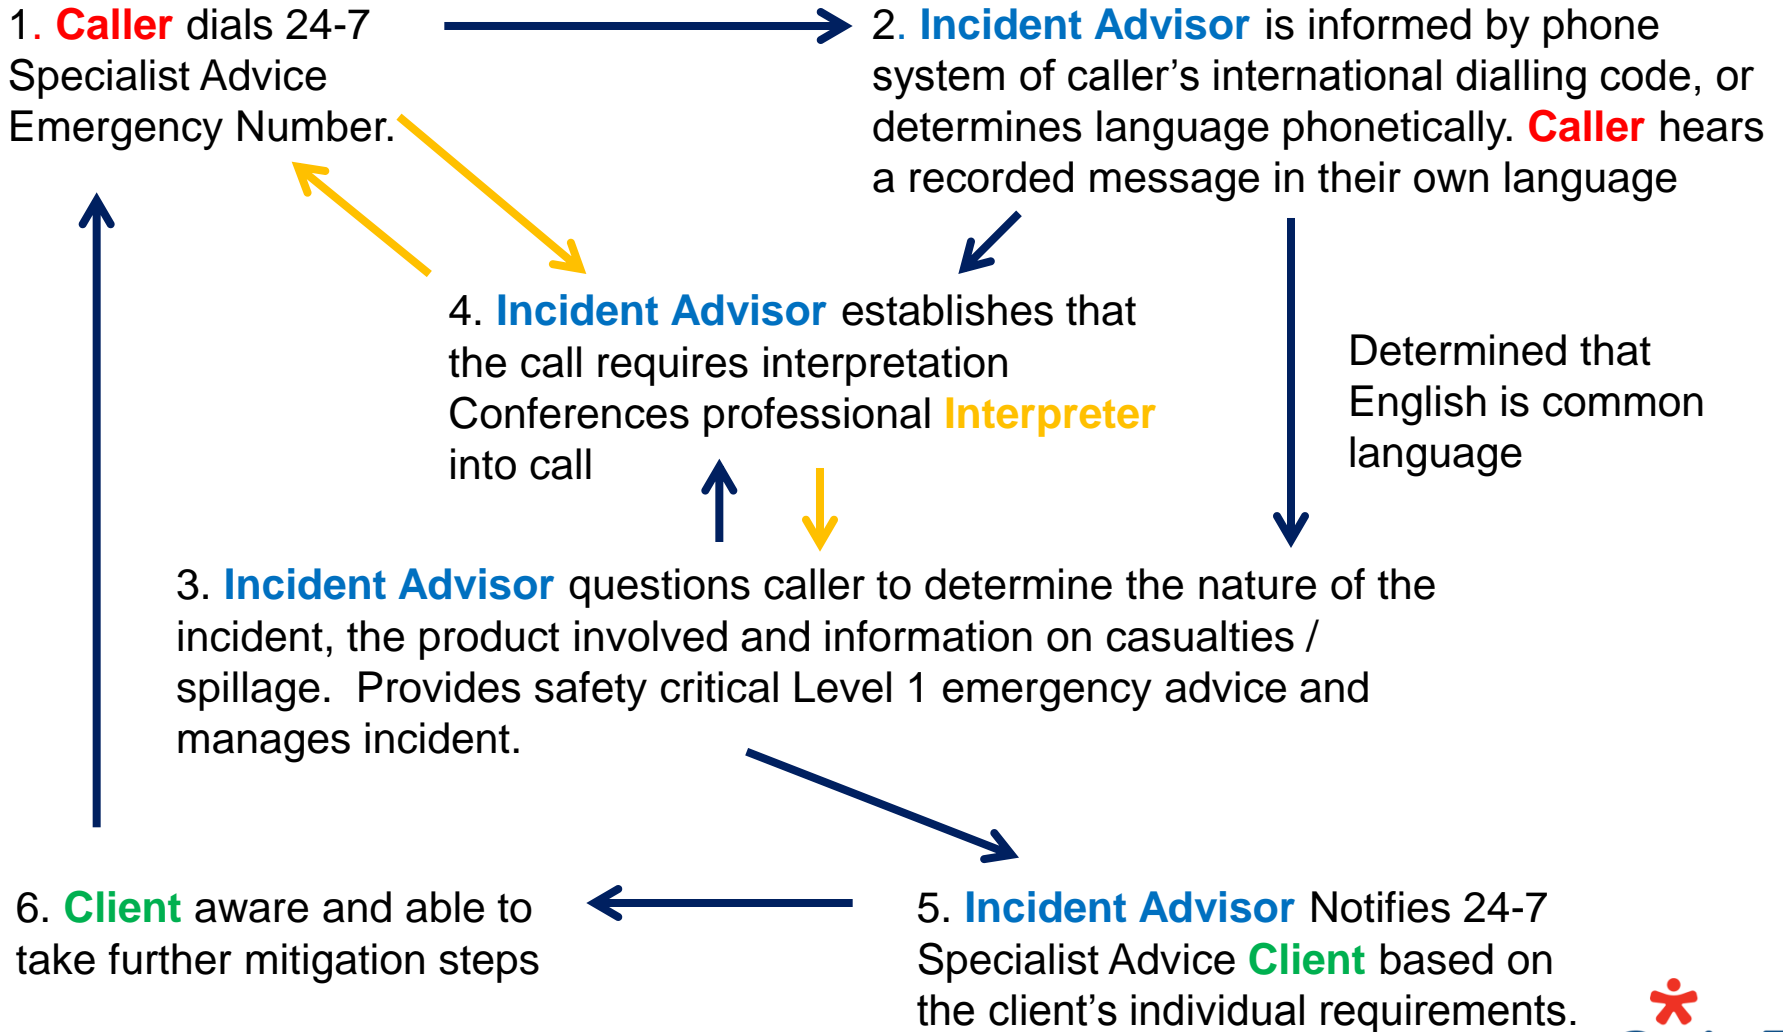 1. Caller dials 24-7
Specialist Advice
Emergency Number.
2. Incident Advisor is informed by phone
system of caller’s international dialling code, or
determines language phonetically. Caller hears
a recorded message in their own language
4. Incident Advisor establishes that
the call requires interpretation
Conferences professional Interpreter
into call
Determined that
English is common
language
3. Incident Advisor questions caller to determine the nature of the
incident, the product involved and information on casualties /
spillage.  Provides safety critical Level 1 emergency advice and
manages incident.
6. Client aware and able to
take further mitigation steps
5. Incident Advisor Notifies 24-7
Specialist Advice Client based on
the client’s individual requirements.